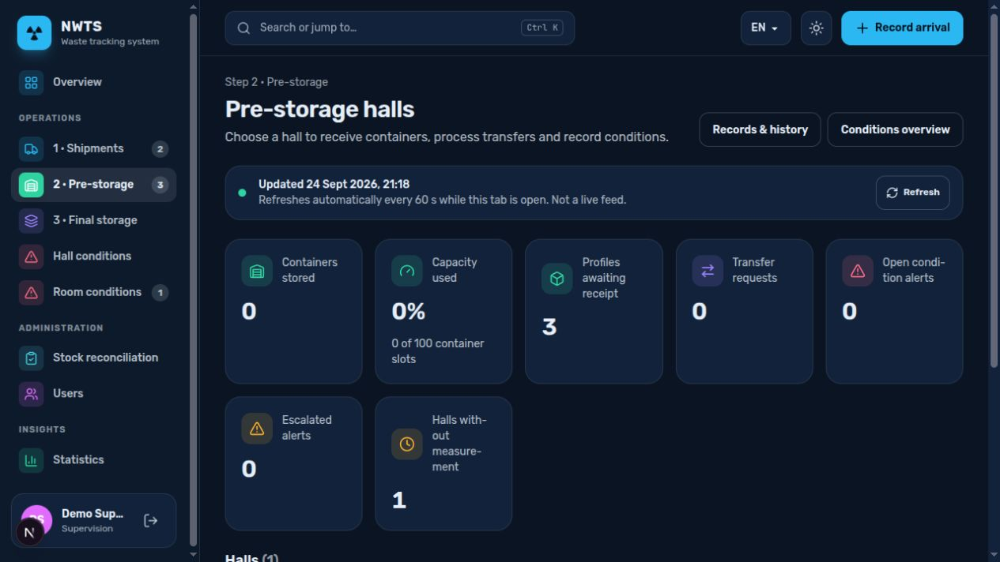 NWTS
Waste tracking system
Overview
OPERATIONS
1 • Shipments 2
2 • Pre-storage 3
3 • Final storage
Hall conditions
Room conditions 1
ADMINISTRATION
Stock reconciliation
Users
INSIGHTS
Statistics
Demo Sup...
Supervision
N
Search or jump to... Ctrl K
EN
Record arrival
Step 2 • Pre-storage
Pre-storage halls
Choose a hall to receive containers, process transfers and record conditions.
Records & history
Conditions overview
Updated 24 Sept 2026, 21:18
Refreshes automatically every 60 s while this tab is open. Not a live feed.
Refresh
Containers
stored
0
Capacity
used
0%
0 of 100 container
slots
Profiles
awaiting
receipt
3
Transfer
requests
0
Open condi-
tion alerts
0
Escalated
alerts
0
Halls with-
out
measure-
ment
1
Halls (1)